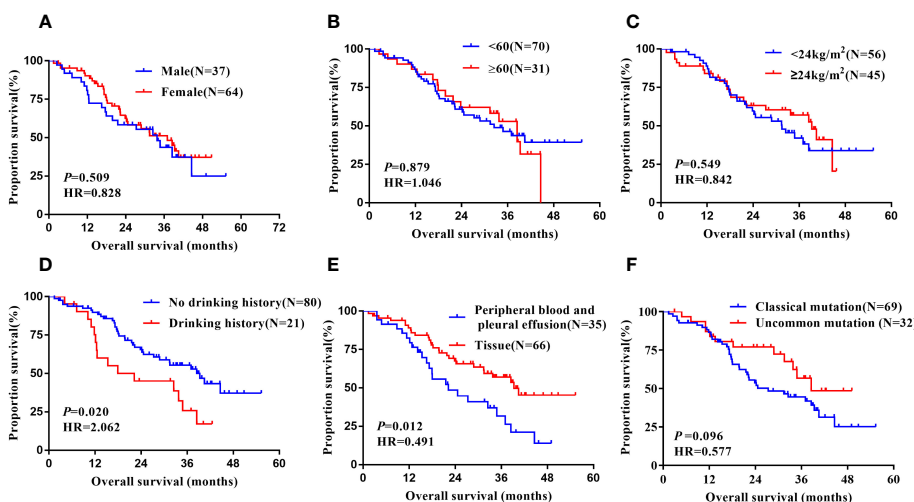 A
Proportion survival(%)
100
75
50
25
0
Male(N=37)
Female(N=64)
P=0.509
HR=0.828
0 12 24 36 48 60 72
Overall survival (months)
B
Proportion survival(%)
100
75
50
25
0
<60(N=70)
≥60(N=31)
P=0.879
HR=1.046
0 12 24 36 48 60
Overall survival (months)
C
Proportion survival(%)
100
75
50
25
0
<24kg/m²(N=56)
≥24kg/m²(N=45)
P=0.549
HR=0.842
0 12 24 36 48 60
Overall survival (months)
D
Proportion survival(%)
100
75
50
25
0
No drinking history(N=80)
Drinking history(N=21)
P=0.020
HR=2.062
0 12 24 36 48 60
Overall survival (months)
E
Proportion survival(%)
100
75
50
25
0
Peripheral blood and
pleural effusion(N=35)
Tissue(N=66)
P=0.012
HR=0.491
0 12 24 36 48 60
Overall survival (months)
F
Proportion survival(%)
100
75
50
25
0
Classical mutation(N=69)
Uncommon mutation (N=32)
P=0.096
HR=0.577
0 12 24 36 48 60
Overall survival (months)